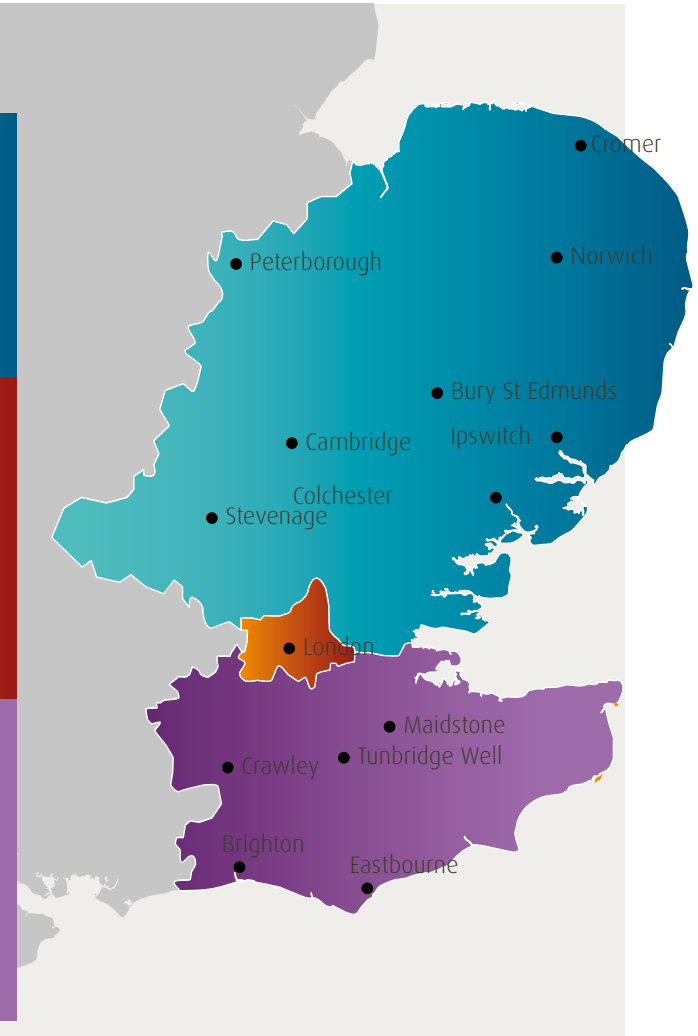 Cromer
Norwich
Peterborough
Bury St Edmunds
Ipswitch
Cambridge
Colchester
Stevenage
London
Maidstone
Tunbridge Well
Crawley
Brighton
Eastbourne